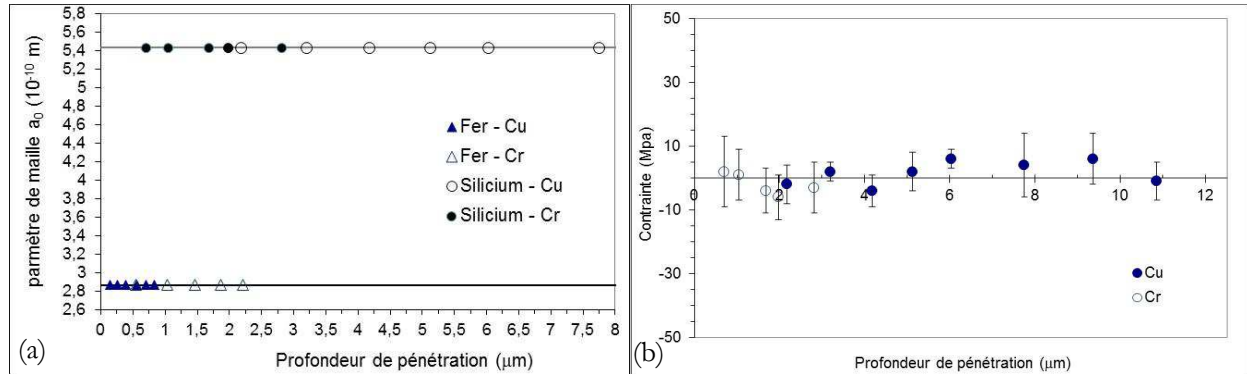 5,8
5,6
5,4
5,2
5
4,8
4,6
4,4
4,2
4
3,8
3,6
3,4
3,2
3
2,8
2,6
parmètre de maille a0 (10-10 m)
Fer - Cu
Fer - Cr
Silicium - Cu
Silicium - Cr
0 0,5 1 1,5 2 2,5 3 3,5 4 4,5 5 5,5 6 6,5 7 7,5 8
Profondeur de pénétration (μm)
(a)
50
30
10
-10
-30
-50
Contrainte (Mpa)
0 2 4 6 8 10 12
Cu
Cr
Profondeur de pénétration (μm)
(b)